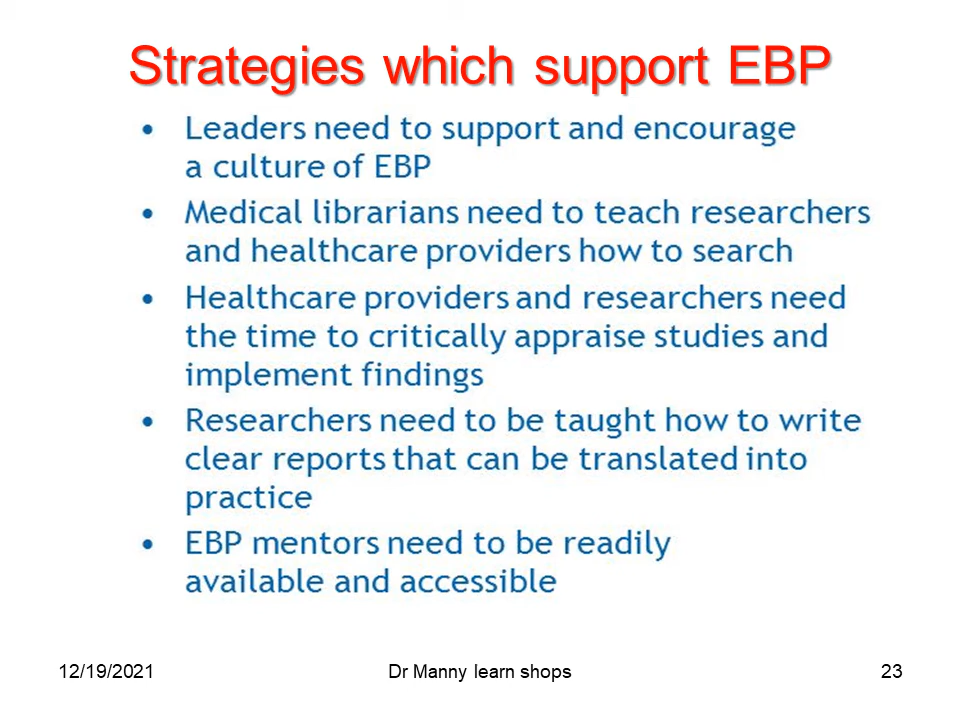 Strategies which support EBP
• Leaders need to support and encourage
a culture of EBP
• Medical librarians need to teach researchers
and healthcare providers how to search
• Healthcare providers and researchers need
the time to critically appraise studies and
implement findings
• Researchers need to be taught how to write
clear reports that can be translated into
practice
• EBP mentors need to be readily
available and accessible
12/19/2021
Dr Manny learn shops
23